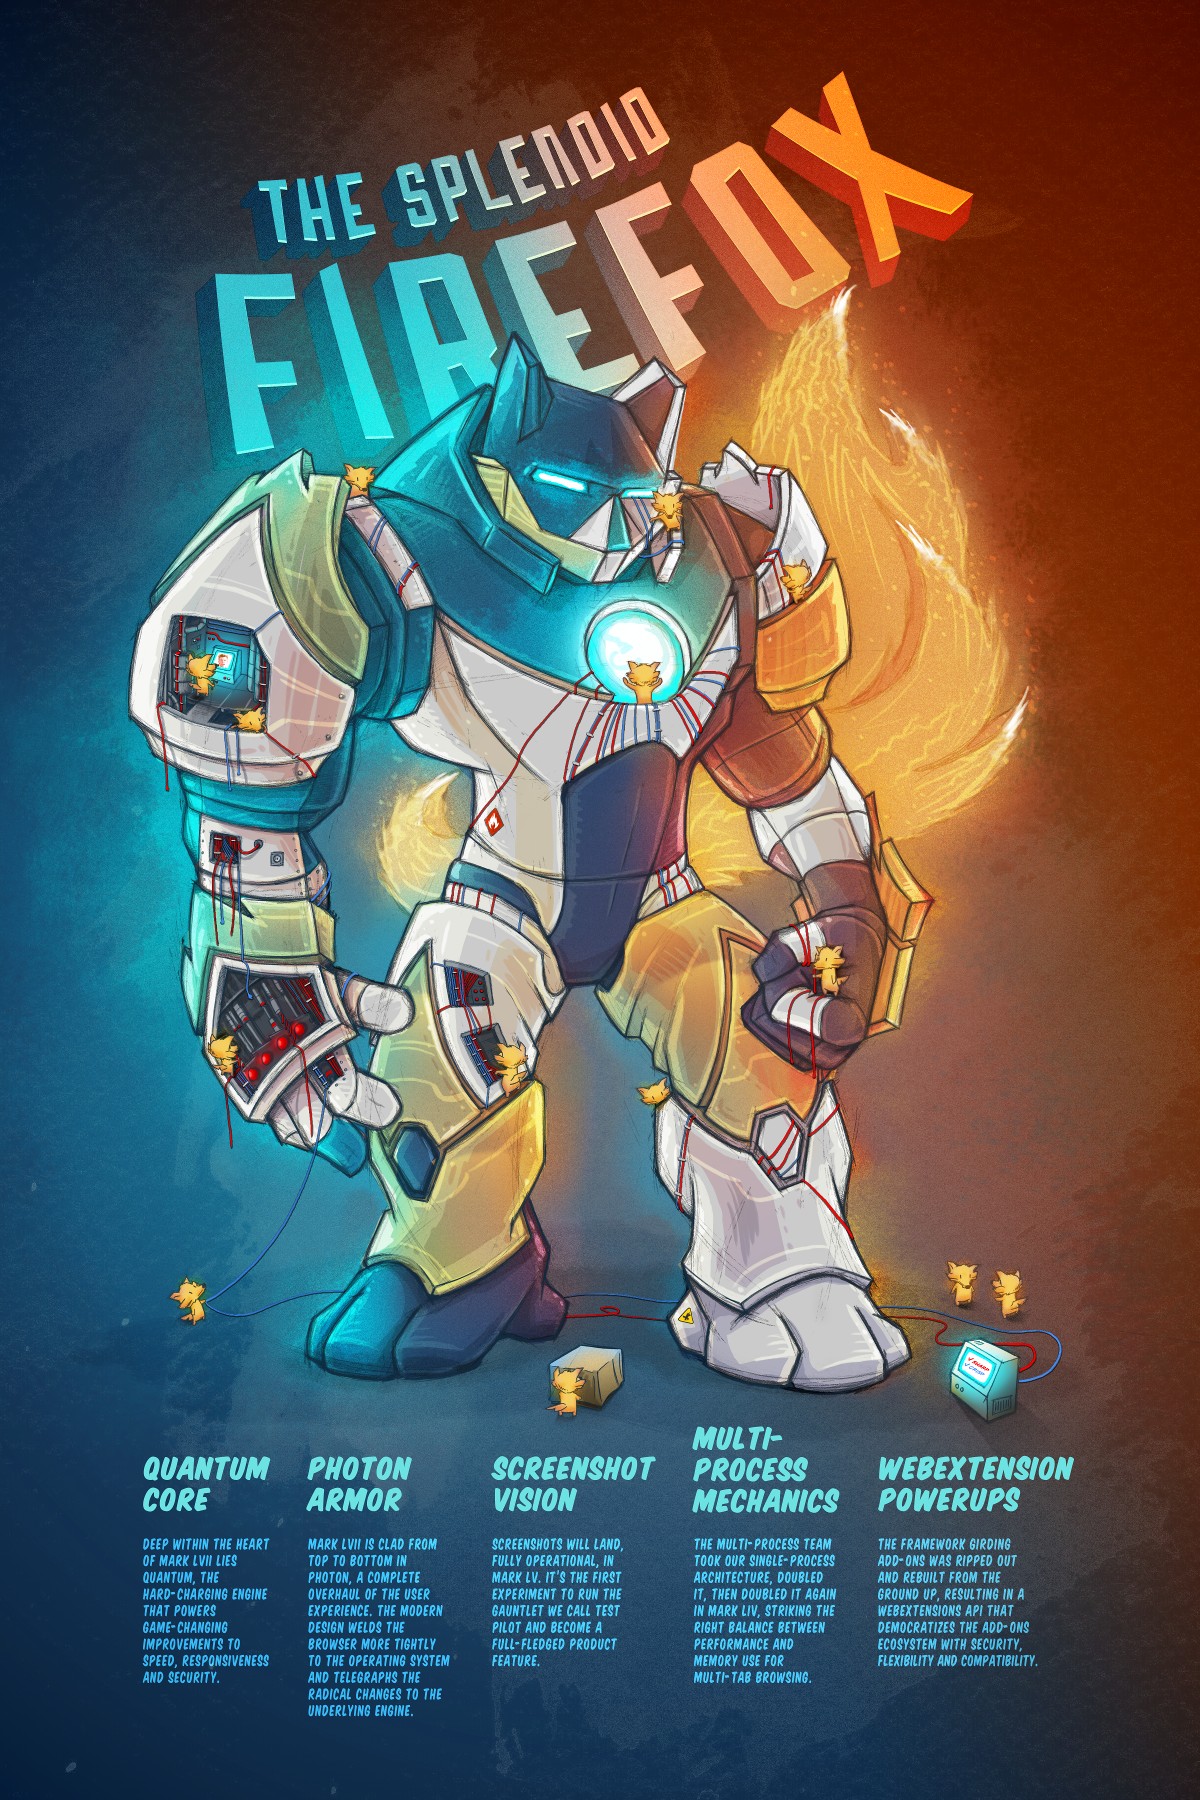 THE SPLENDID
FIREFOX
QUANTUM
CORE
DEEP WITHIN THE HEART
OF MARK LVII LIES
QUANTUM, THE
HARD-CHARGING ENGINE
THAT POWERS
GAME-CHANGING
IMPROVEMENTS TO
SPEED, RESPONSIVENESS
AND SECURITY.
PHOTON
ARMOR
MARK LVII IS CLAD FROM
TOP TO BOTTOM IN
PHOTON, A COMPLETE
OVERHAUL OF THE USER
EXPERIENCE. THE MODERN
DESIGN WELDS THE
BROWSER MORE TIGHTLY
TO THE OPERATING SYSTEM
AND TELEGRAPHS THE
RADICAL CHANGES TO THE
UNDERLYING ENGINE.
SCREENSHOT
VISION
SCREENSHOTS WILL LAND,
FULLY OPERATIONAL, IN
MARK LV. IT'S THE FIRST
EXPERIMENT TO RUN THE
GAUNTLET WE CALL TEST
PILOT AND BECOME A
FULL-FLEDGED PRODUCT
FEATURE.
MULTI-
PROCESS
MECHANICS
THE MULTI-PROCESS TEAM
TOOK OUR SINGLE-PROCESS
ARCHITECTURE, DOUBLED
IT, THEN DOUBLED IT AGAIN
IN MARK LIV, STRIKING THE
RIGHT BALANCE BETWEEN
PERFORMANCE AND
MEMORY USE FOR
MULTI-TAB BROWSING.
WEBEXTENSION
POWERUPS
THE FRAMEWORK GIRDING
ADD-ONS WAS RIPPED OUT
AND REBUILT FROM THE
GROUND UP, RESULTING IN A
WEBEXTENSIONS API THAT
DEMOCRATIZES THE ADD-ONS
ECOSYSTEM WITH SECURITY,
FLEXIBILITY AND COMPATIBILITY.